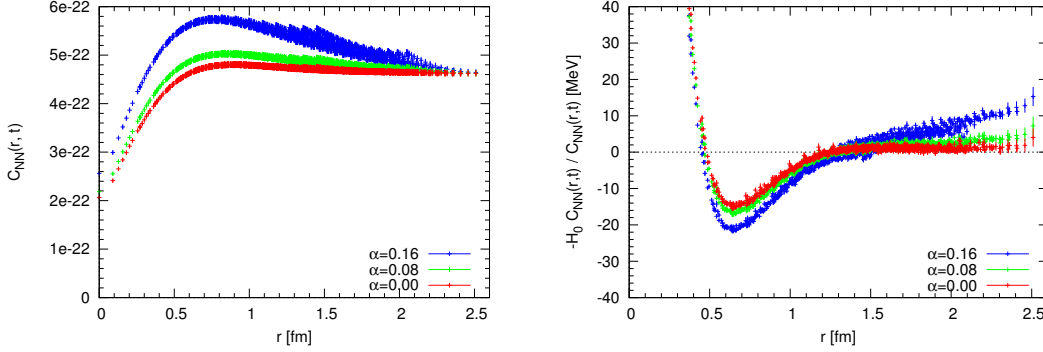 C_NN(r, t)
6e-22
5e-22
4e-22
3e-22
2e-22
1e-22
0
0 0.5 1 1.5 2 2.5
r [fm]
α=0.16
α=0.08
α=0.00
-H_0 C_NN(r,t) / C_NN(r,t) [MeV]
40
30
20
10
0
-10
-20
-30
-40
0 0.5 1 1.5 2 2.5
r [fm]
α=0.16
α=0.08
α=0.00